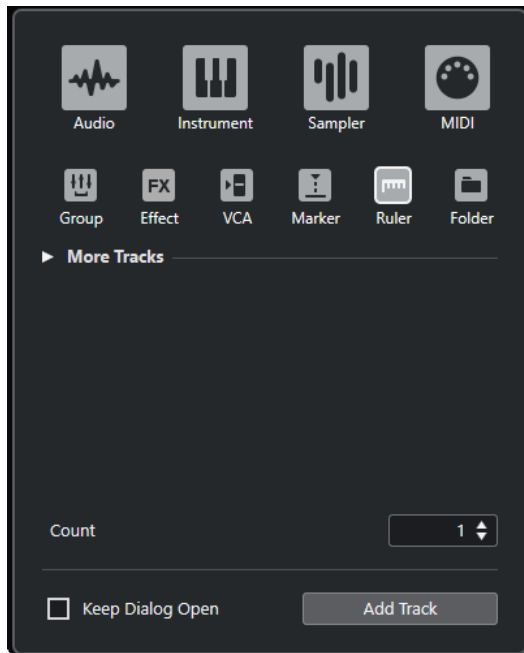 Audio Instrument Sampler MIDI
FX
Group Effect VCA Marker Ruler Folder
More Tracks
Count 1
Keep Dialog Open Add Track